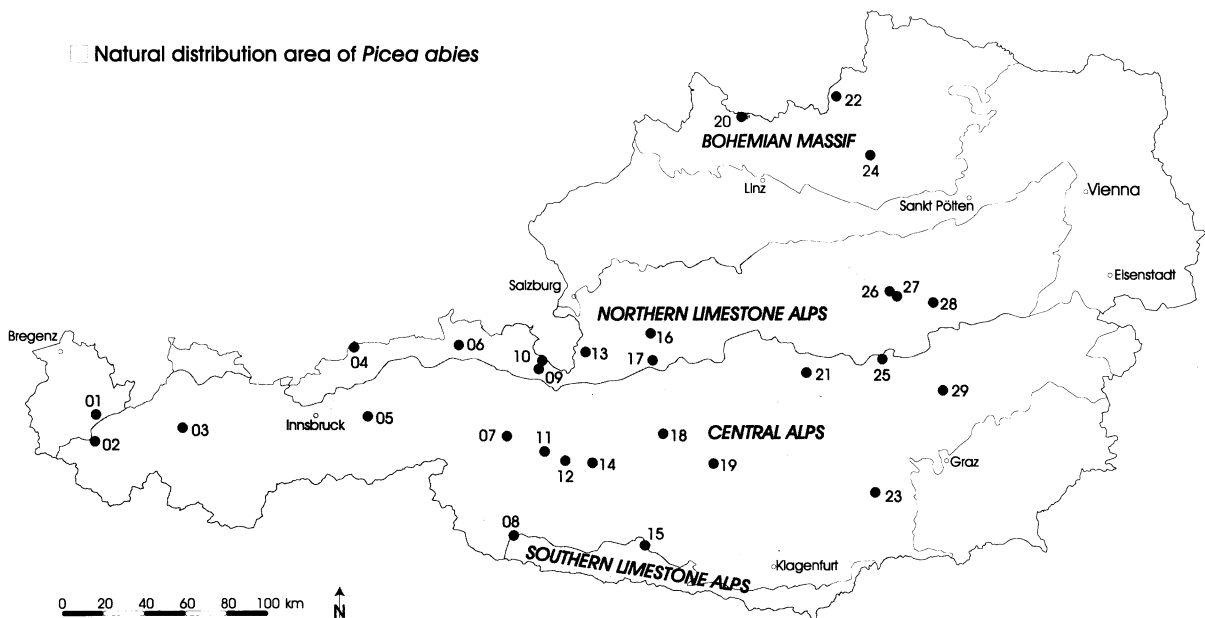 Natural distribution area of Picea abies
22
20
BOHEMIAN MASSIF
24
Linz
Vienna
Sankt Pölten
Eisenstadt
Salzburg
26
27
28
NORTHERN LIMESTONE ALPS
Bregenz
16
04
06
10
13
17
09
25
21
29
01
Innsbruck
05
03
02
07
11
18
CENTRAL ALPS
12
14
19
Graz
23
08
15
SOUTHERN LIMESTONE ALPS
Klagenfurt
0 20 40 60 80 100 km
N